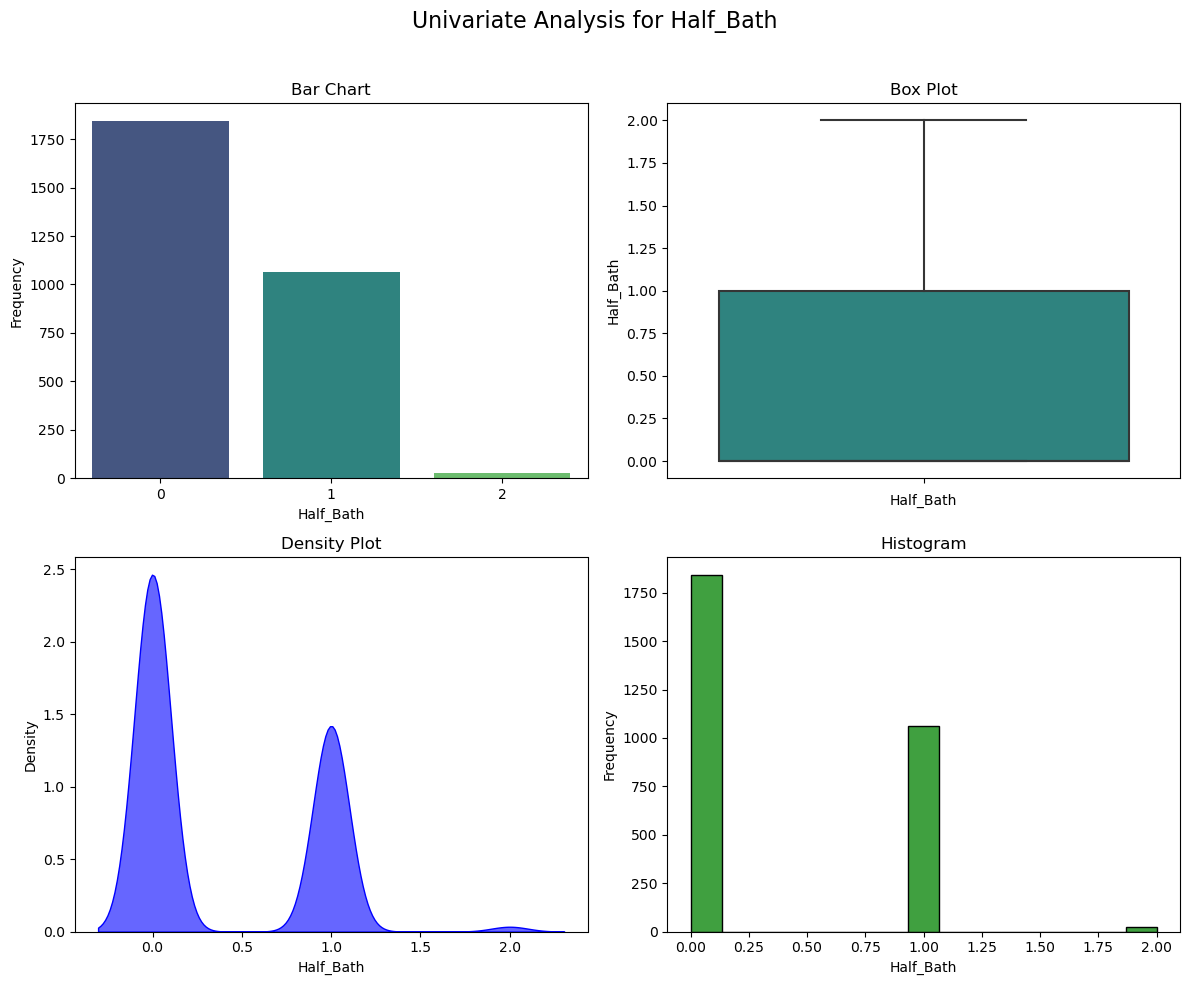 Univariate Analysis for Half_Bath
Bar Chart
Frequency
1750
1500
1250
1000
750
500
250
0
0 1 2
Half_Bath
Box Plot
Half_Bath
2.00
1.75
1.50
1.25
1.00
0.75
0.50
0.25
0.00
Half_Bath
Density Plot
Density
2.5
2.0
1.5
1.0
0.5
0.0
0.0 0.5 1.0 1.5 2.0
Half_Bath
Histogram
Frequency
1750
1500
1250
1000
750
500
250
0
0.00 0.25 0.50 0.75 1.00 1.25 1.50 1.75 2.00
Half_Bath